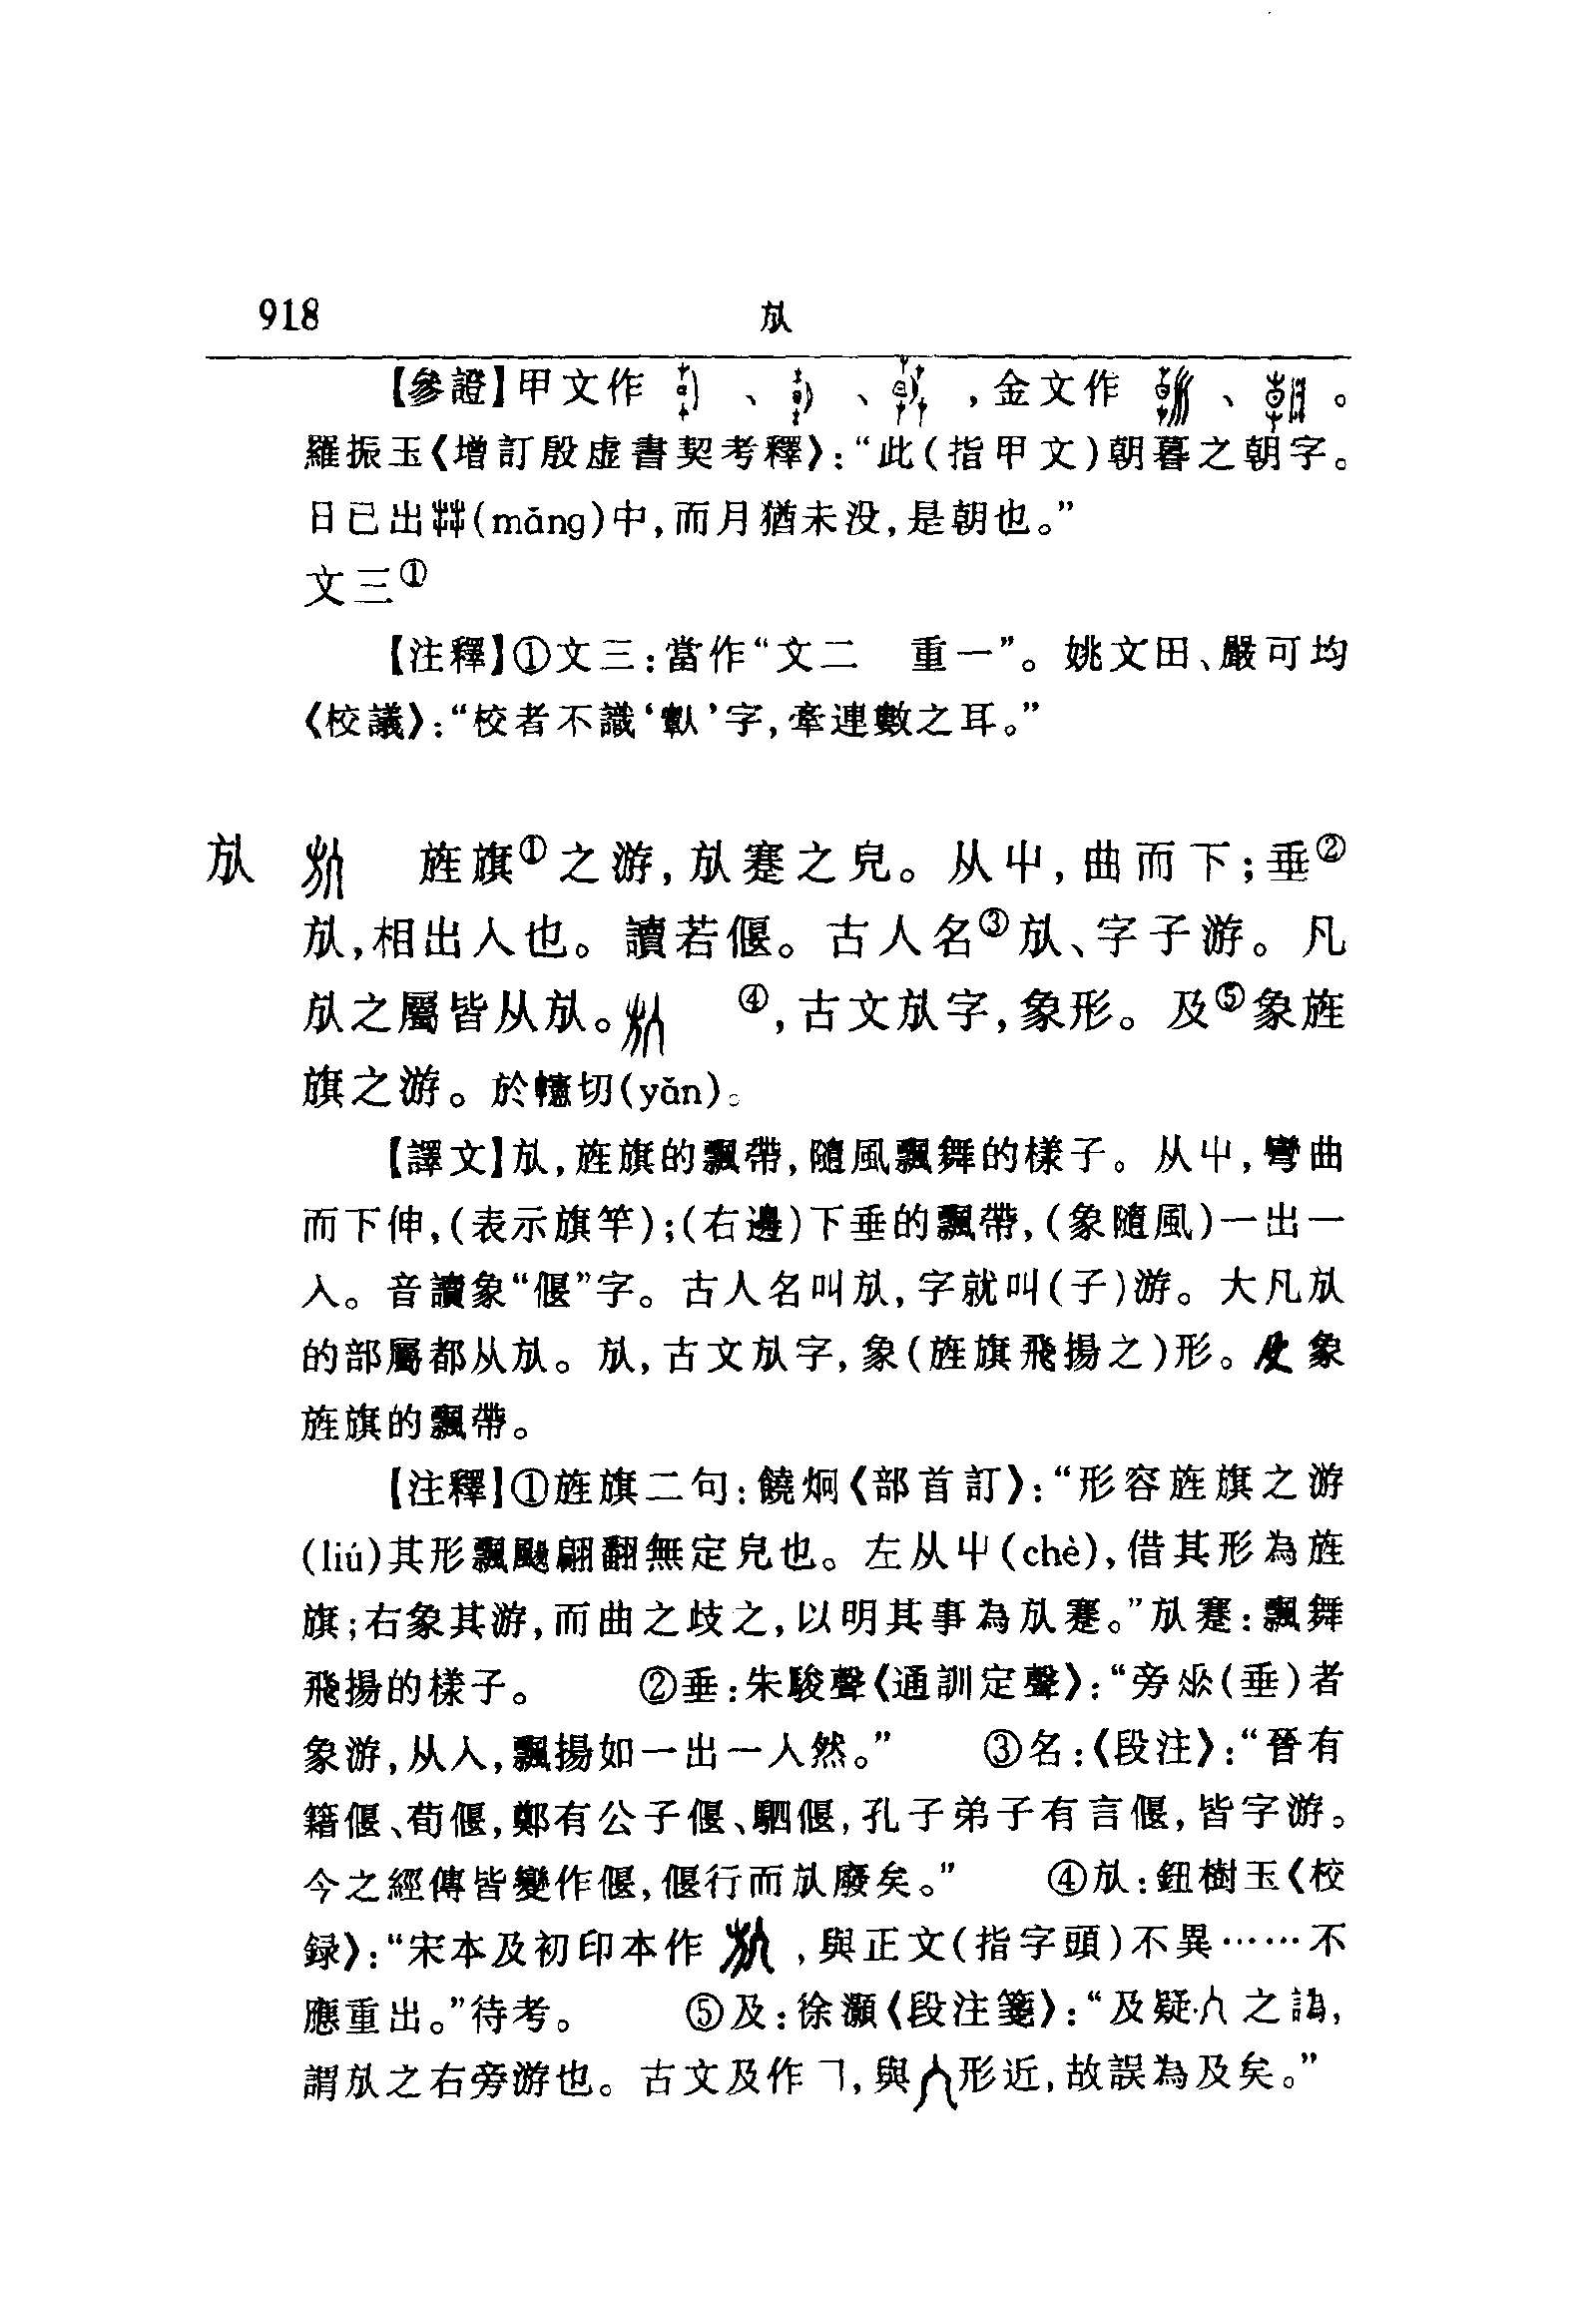 918 㫃
【參證】甲文作、、,金文作、。
羅振玉《增訂殷虛書契考釋》:“此(指甲文)朝暮之朝字。
日已出茻(mǎng)中,而月猶未没,是朝也。”
文三①
【注釋】①文三:當作“文二　重一”。姚文田、嚴可均
《校議》:“校者不識‘’字,牽連數之耳。”
㫃　旌旗①之游,㫃蹇之皃。从屮,曲而下;垂②
㫃,相出入也。讀若偃。古人名③㫃、字子游。凡
㫃之屬皆从㫃。④,古文㫃字,象形。及⑤象旌
旗之游。於幰切(yǎn)。
【譯文】㫃,旌旗的飄帶,隨風飄舞的樣子。从屮,彎曲
而下伸,(表示旗竿);(右邊)下垂的飄帶,(象隨風)一出一
入。音讀象“偃”字。古人名叫㫃,字就叫(子)游。大凡㫃
的部屬都从㫃。㫃,古文㫃字,象(旌旗飛揚之)形。象
旌旗的飄帶。
【注釋】①旌旗二句:饒炯《部首訂》:“形容旌旗之游
(liú)其形飄颺翩翻無定皃也。左从屮(chè),借其形為旌
旗;右象其游,而曲之歧之,以明其事為㫃蹇。”㫃蹇:飄舞
飛揚的樣子。　②垂:朱駿聲《通訓定聲》:“旁𠂹(垂)者
象游,从入,飄揚如一出一入然。”　③名:《段注》:“晉有
籍偃、荀偃,鄭有公子偃、駟偃,孔子弟子有言偃,皆字游。
今之經傳皆變作偃,偃行而㫃廢矣。”　④㫃:鈕樹玉《校
録》:“宋本及初印本作,與正文(指字頭)不異……不
應重出。”待考。　⑤及:徐灝《段注箋》:“及疑之譌,
謂㫃之右旁游也。古文及作㇕,與形近,故誤為及矣。”